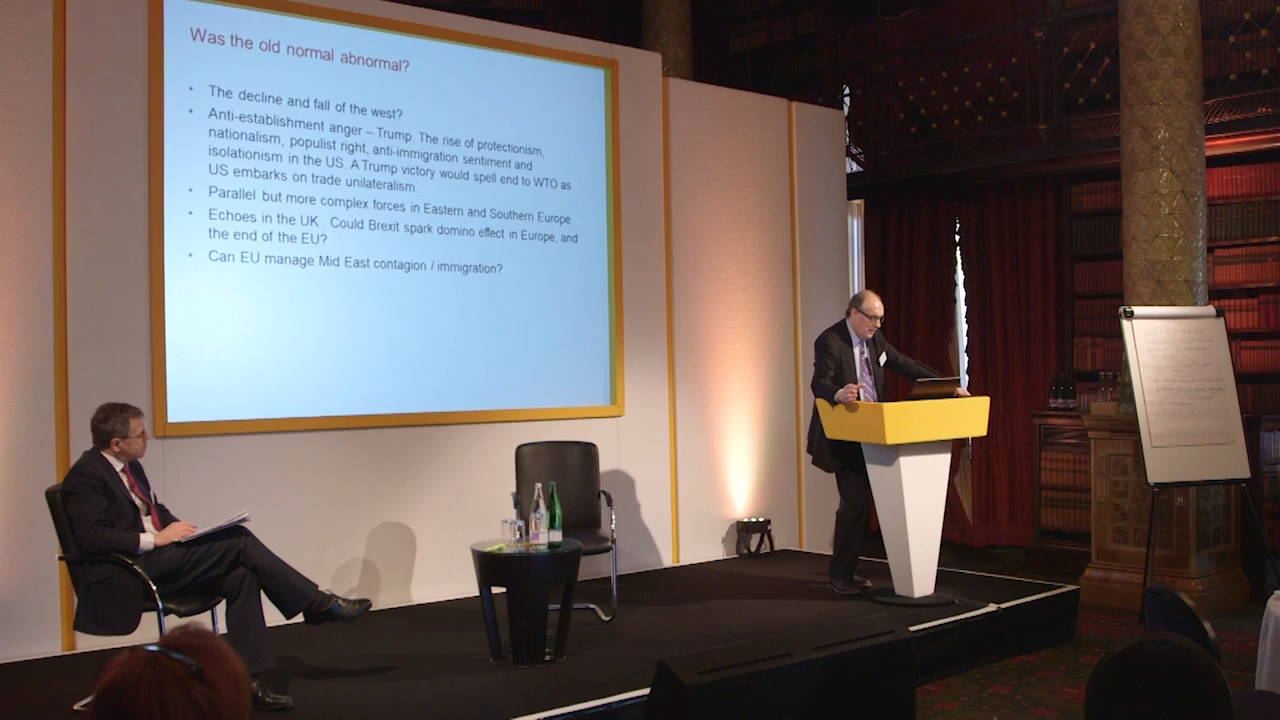 Was the old normal abnormal?
• The decline and fall of the west?
• Anti-establishment anger – Trump. The rise of protectionism,
nationalism, populist right, anti-immigration sentiment and
isolationism in the US. A Trump victory would spell end to WTO as
US embarks on trade unilateralism.
• Parallel but more complex forces in Eastern and Southern Europe.
• Echoes in the UK . Could Brexit spark domino effect in Europe, and
the end of the EU?
• Can EU manage Mid East contagion / immigration?